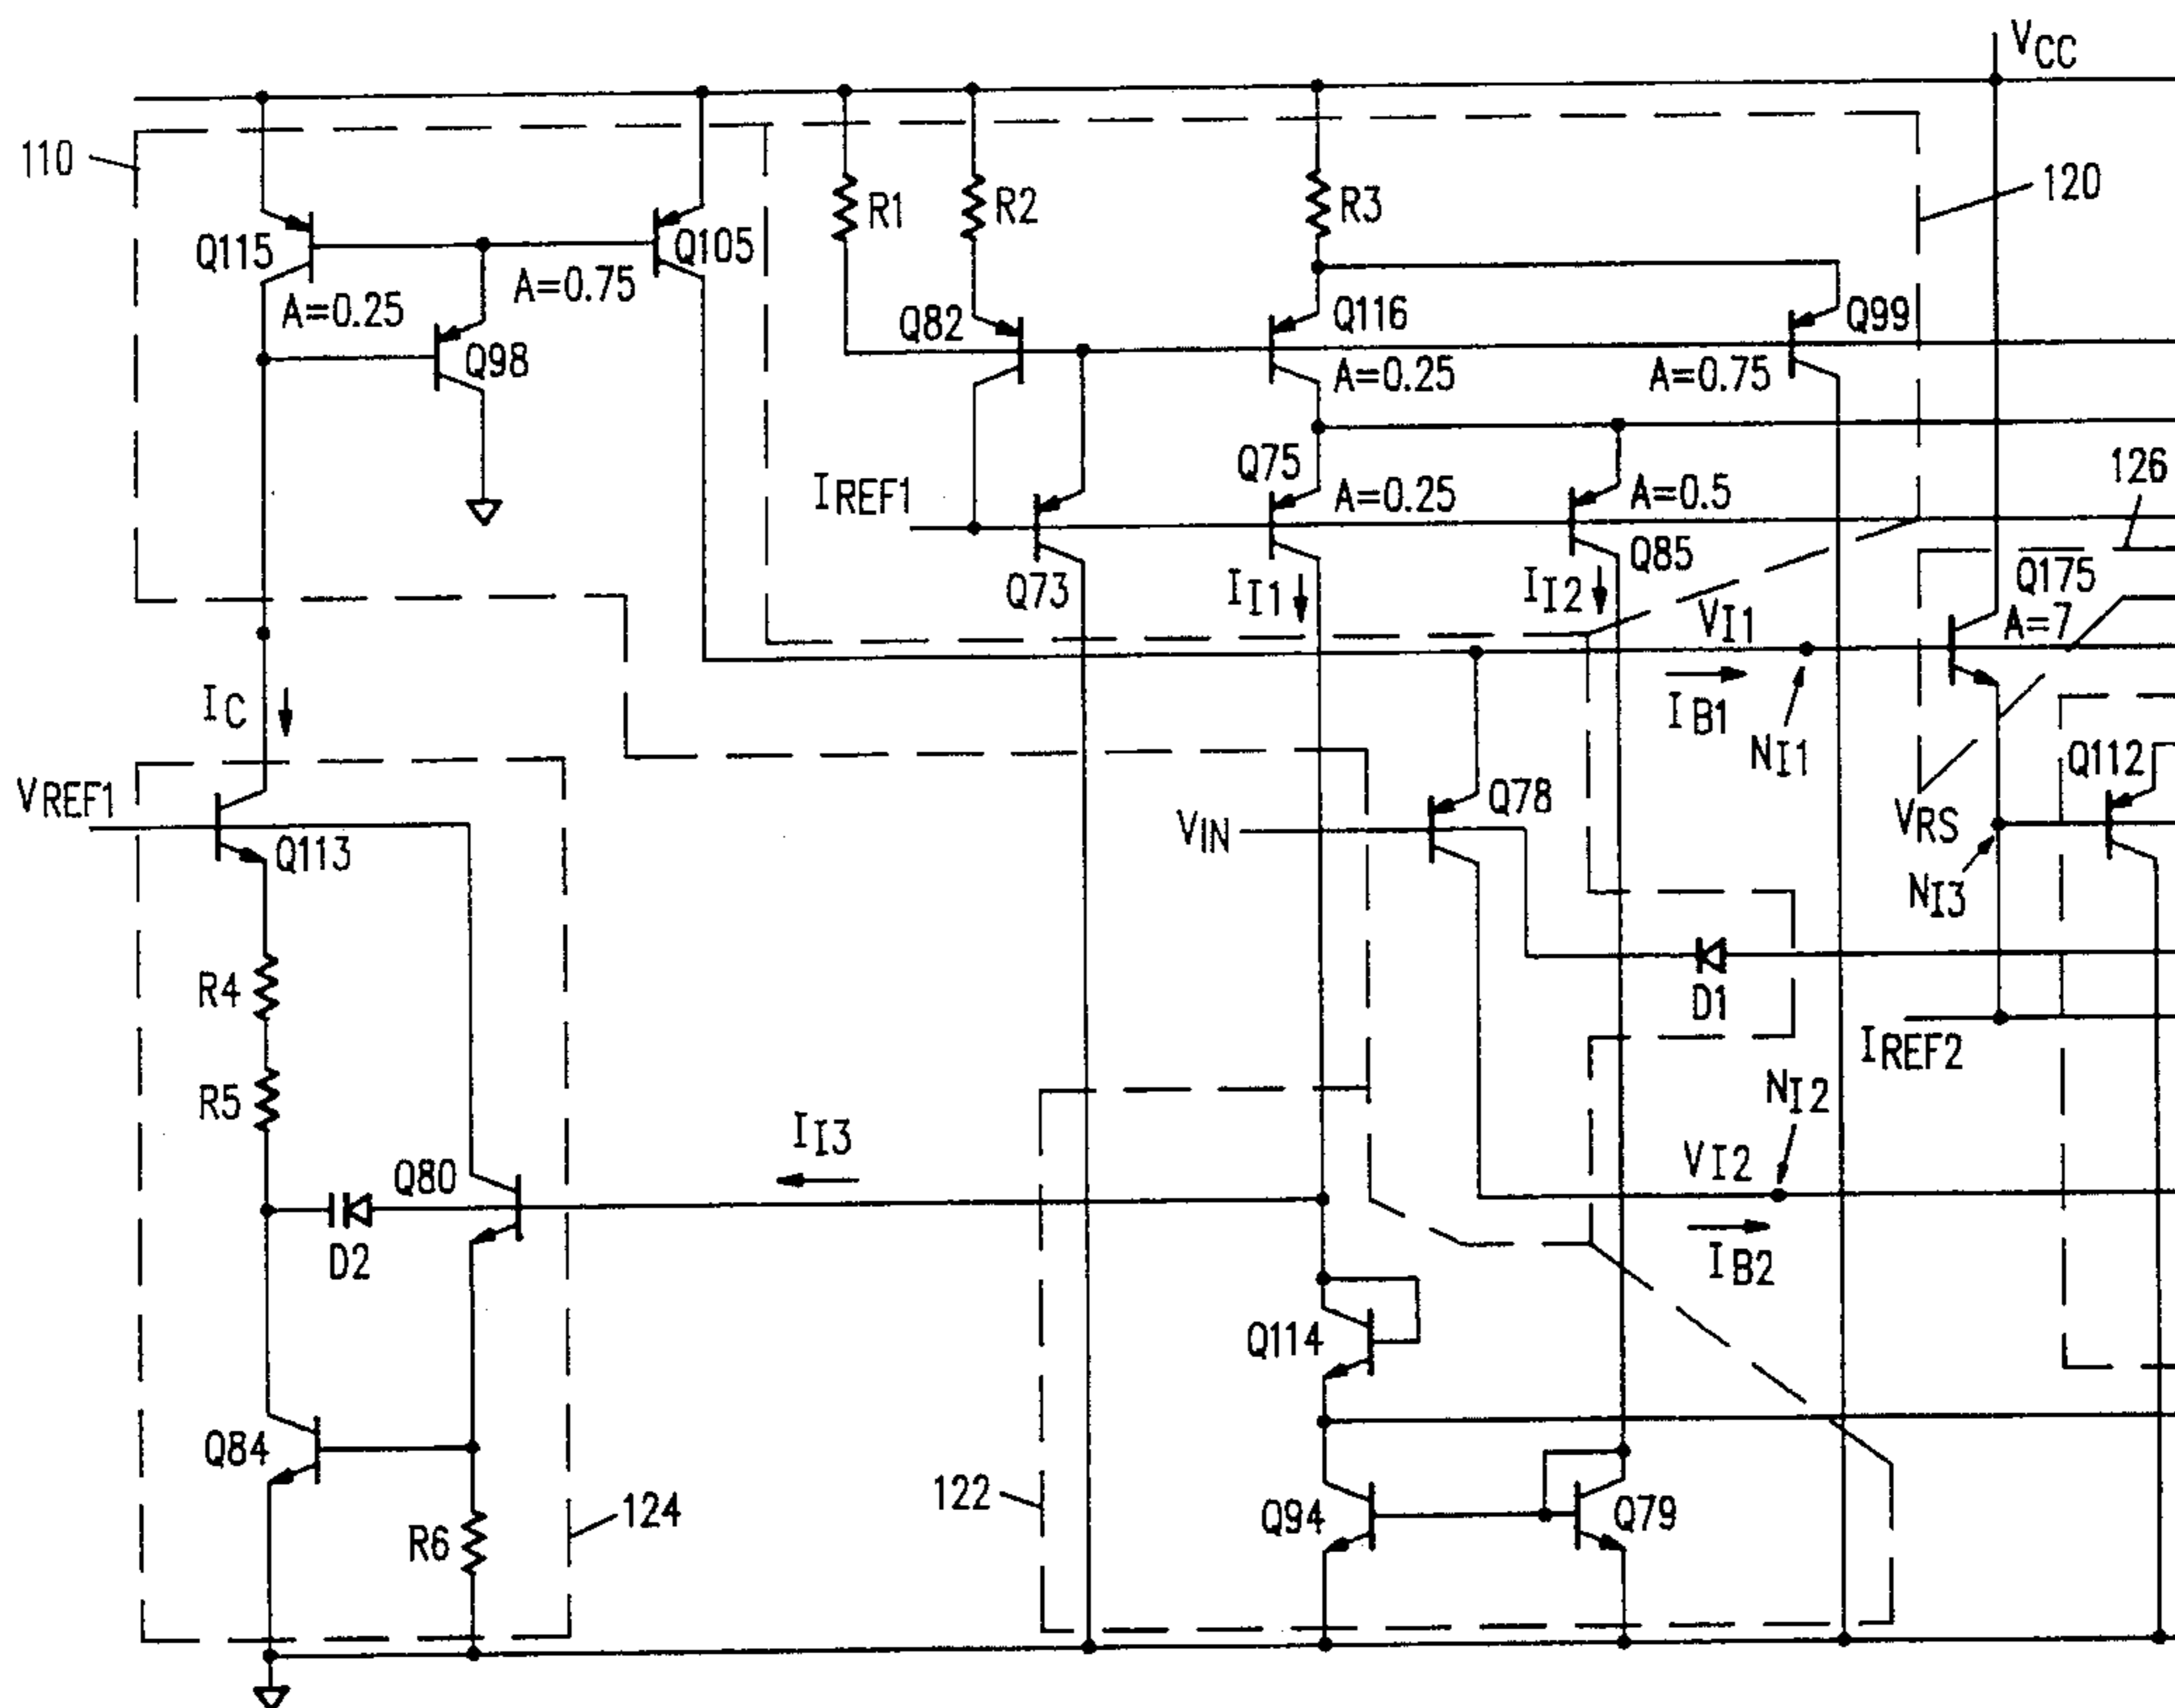 VCC
110
120
R1
R2
R3
Q115
Q105
A=0.25
A=0.75
Q98
Q82
Q116
A=0.25
Q99
A=0.75
IREF1
Q75
A=0.25
A=0.5
126
Q73
II1
II2
Q85
Q175
A=7
VI1
IC
IB1
NI1
Q112
VREF1
Q113
VIN
Q78
VRS
NI3
R4
D1
IREF2
R5
II3
NI2
VI2
Q80
D2
IB2
Q114
Q84
122
Q94
Q79
R6
124